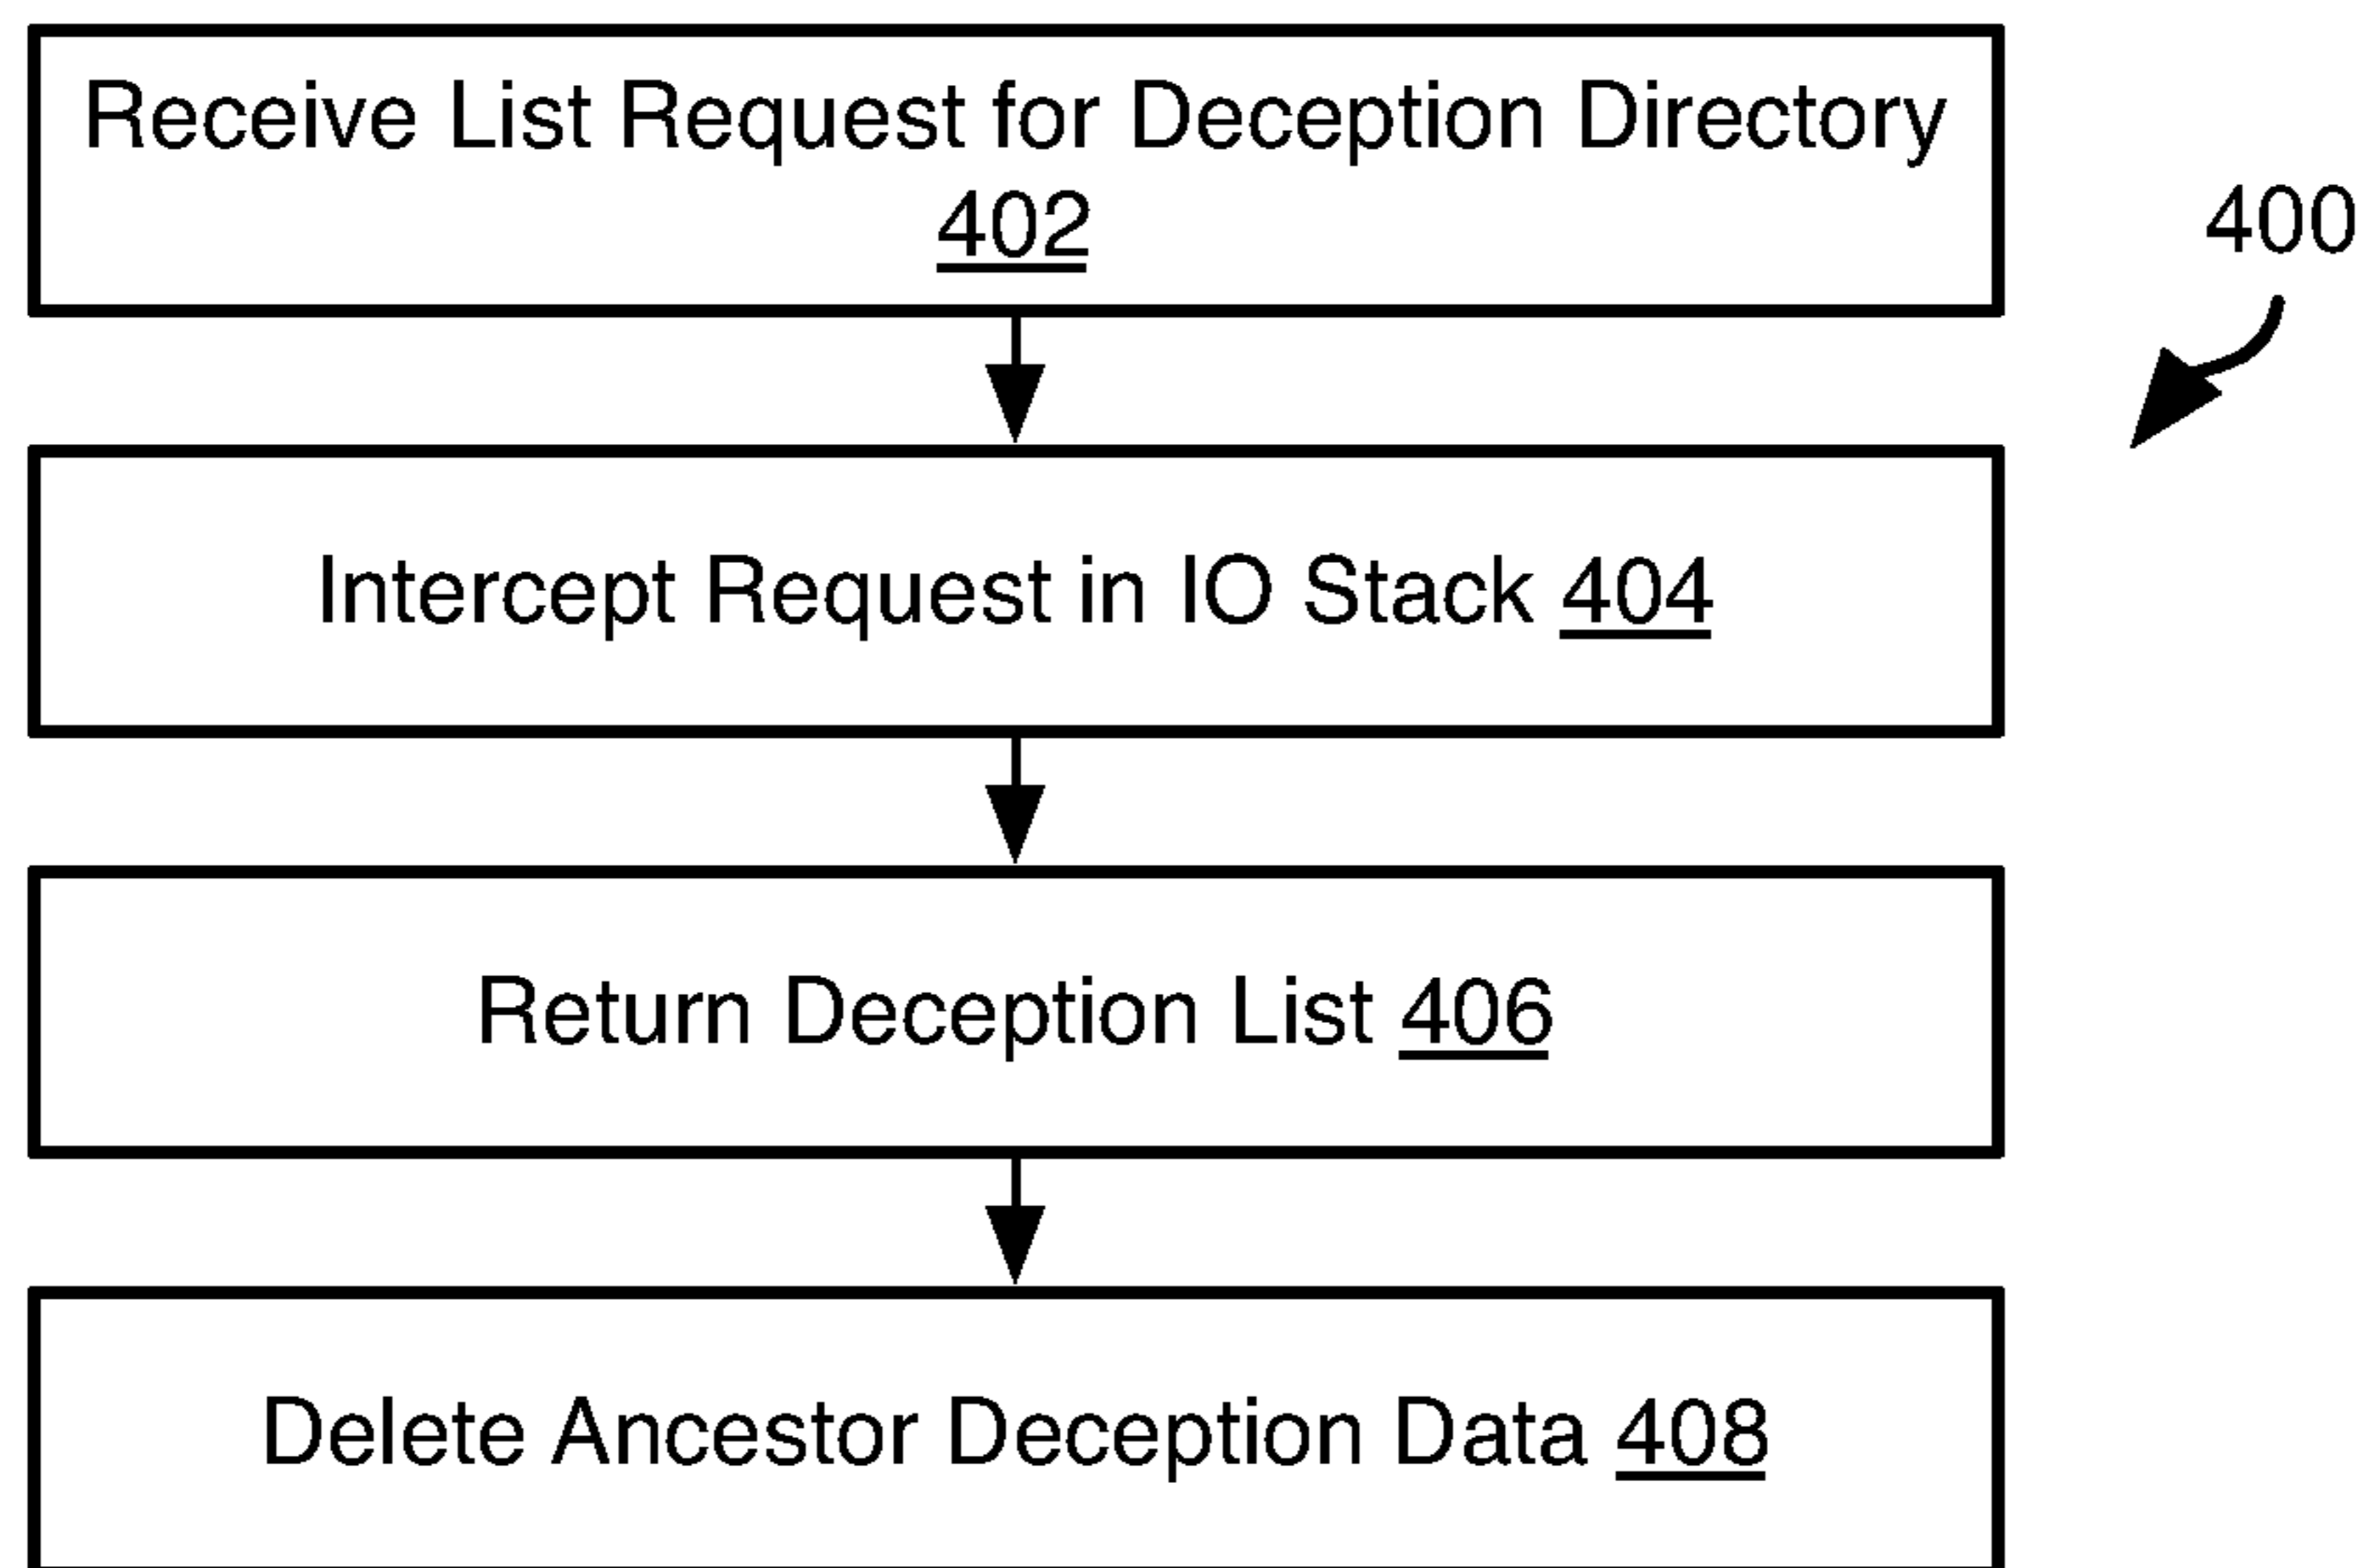 Receive List Request for Deception Directory
402
400
Intercept Request in IO Stack 404
Return Deception List 406
Delete Ancestor Deception Data 408